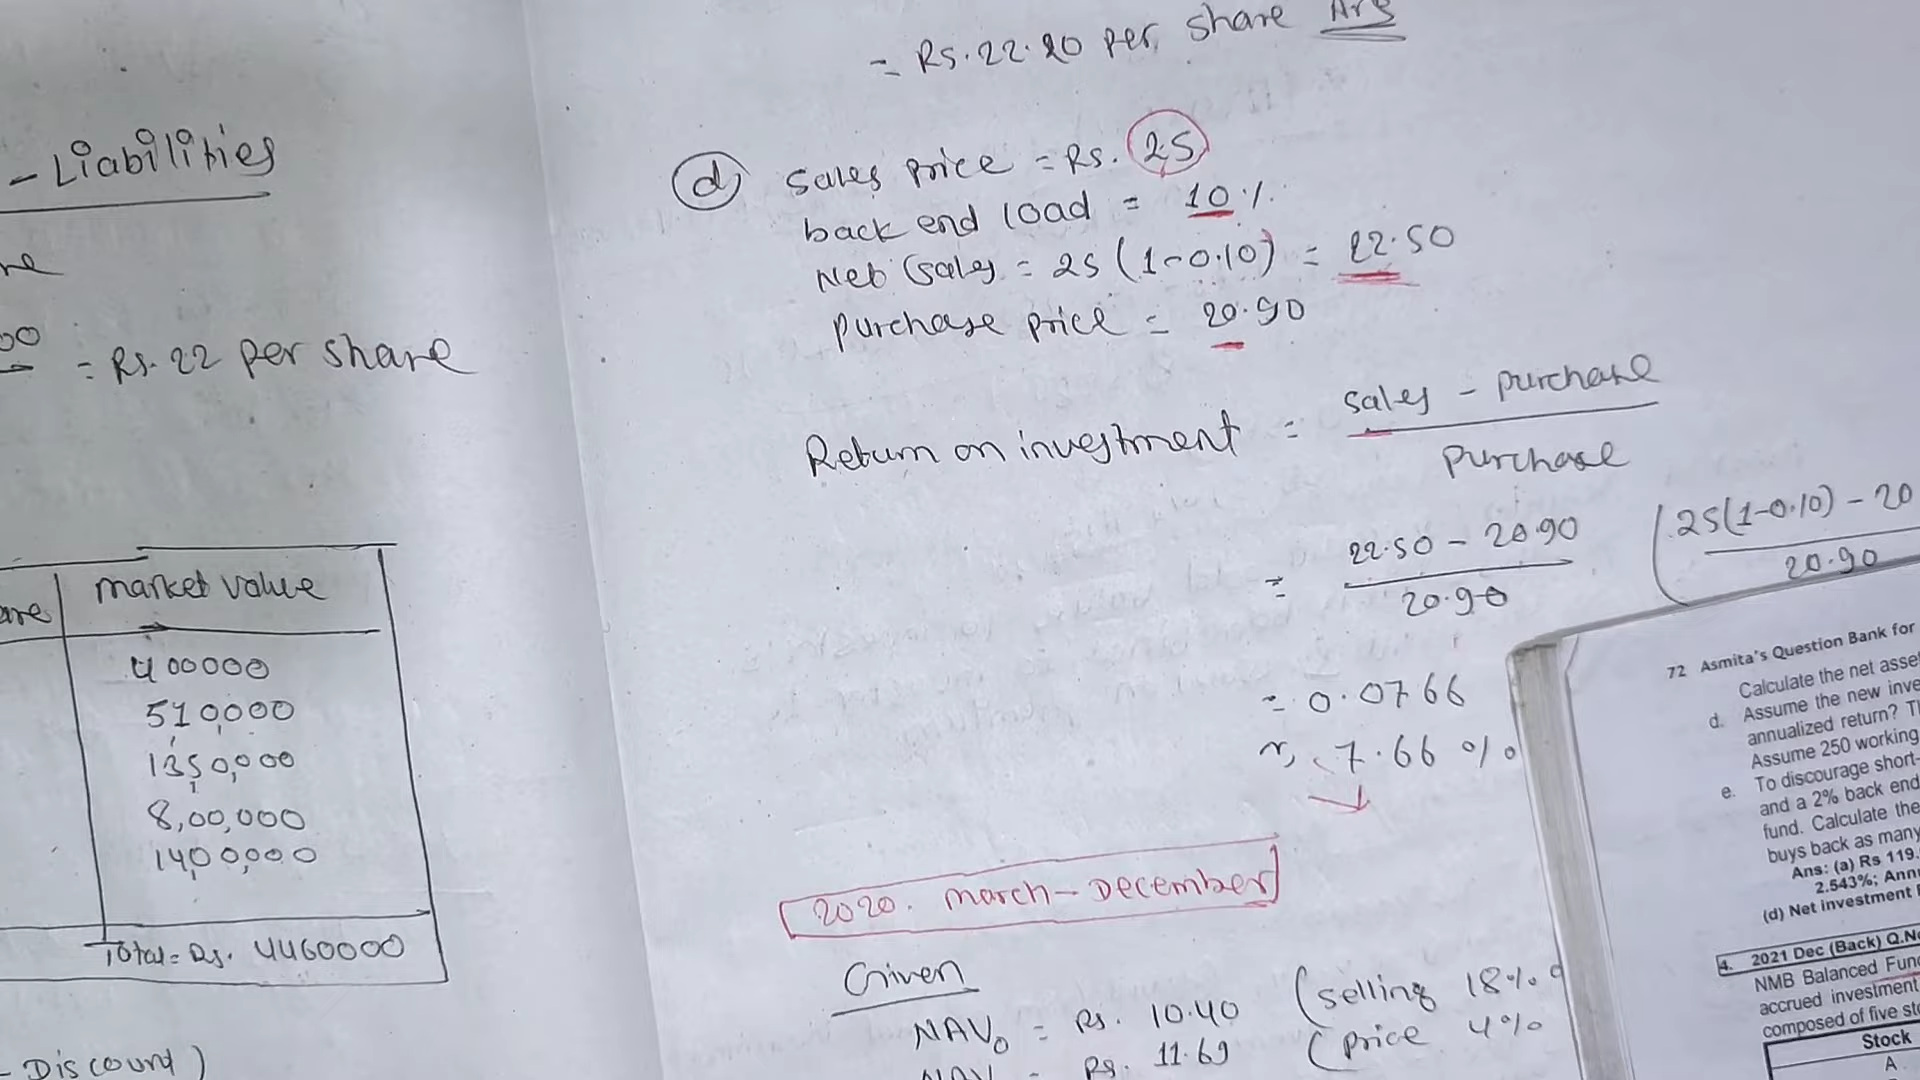 - Liabilities
= Rs. 22 per share
market value
400000
510,000
1350,000
8,00,000
1400,000
Total = Rs. 4460000
- Discount)
= Rs. 22.20 per share Ans
(d) sales price = Rs. 25
back end load = 10%
Net sales = 25 (1-0.10) = 22.50
purchase price = 20.90
Return on investment = sales - purchase
purchase
= 22.50 - 20.90
20.90
(25(1-0.10) - 20
20.90
= 0.0766
7.66 %
2020. march - December
Given
NAV0 = Rs. 10.40 (selling 18%
Rs. 11.69 (price 4%
72 Asmita's Question Bank for
Calculate the net asse
d. Assume the new inve
annualized return? T
Assume 250 working
e. To discourage short-
and a 2% back end
fund. Calculate the
buys back as many
Ans: (a) Rs 119.
2.543%; Ann
(d) Net investment
4. 2021 Dec (Back) Q.N
NMB Balanced Fun
accrued investment
composed of five st
Stock
A